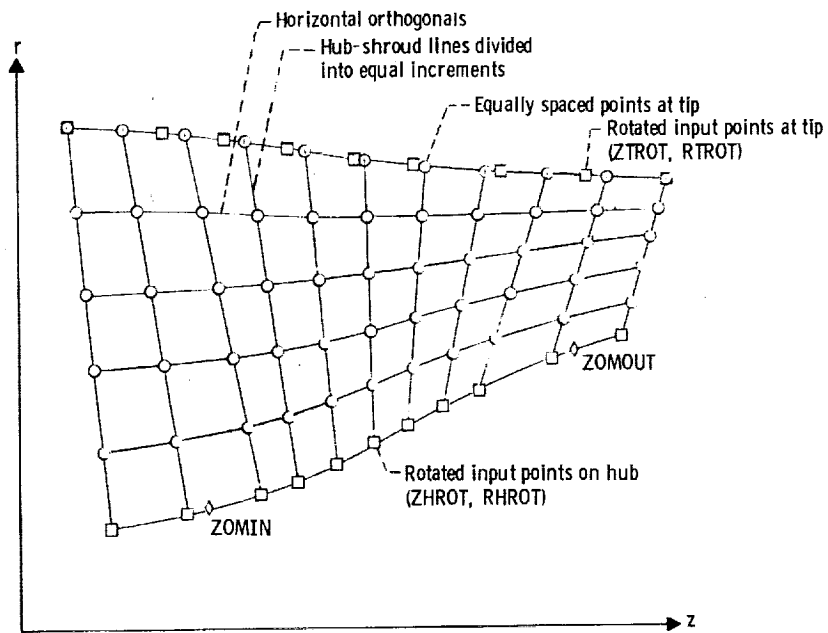 r
Horizontal orthogonals
Hub-shroud lines divided
into equal increments
Equally spaced points at tip
Rotated input points at tip
(ZTROT, RTROT)
ZOMOUT
Rotated input points on hub
(ZHROT, RHROT)
ZOMIN
z